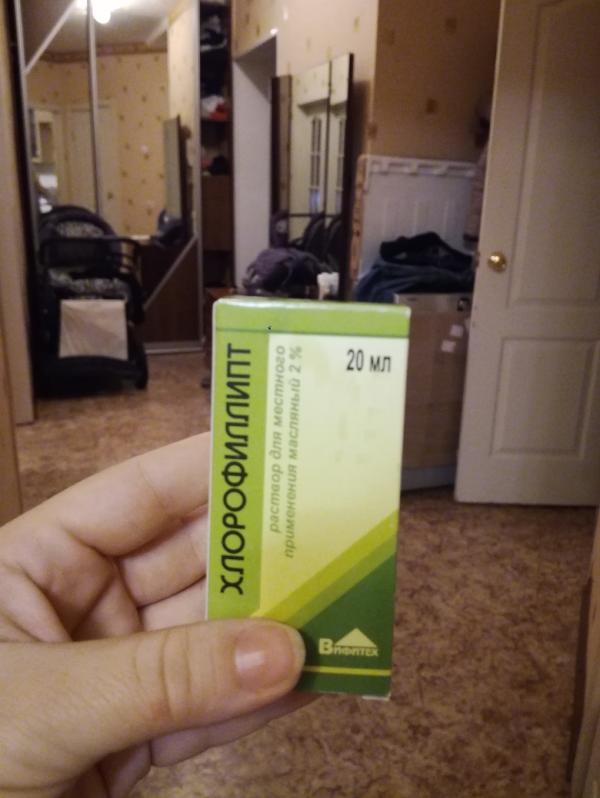 ХЛОРОФИЛЛИПТ
раствор для местного
применения масляный 2 %
20 мл
ВИФИТЕХ